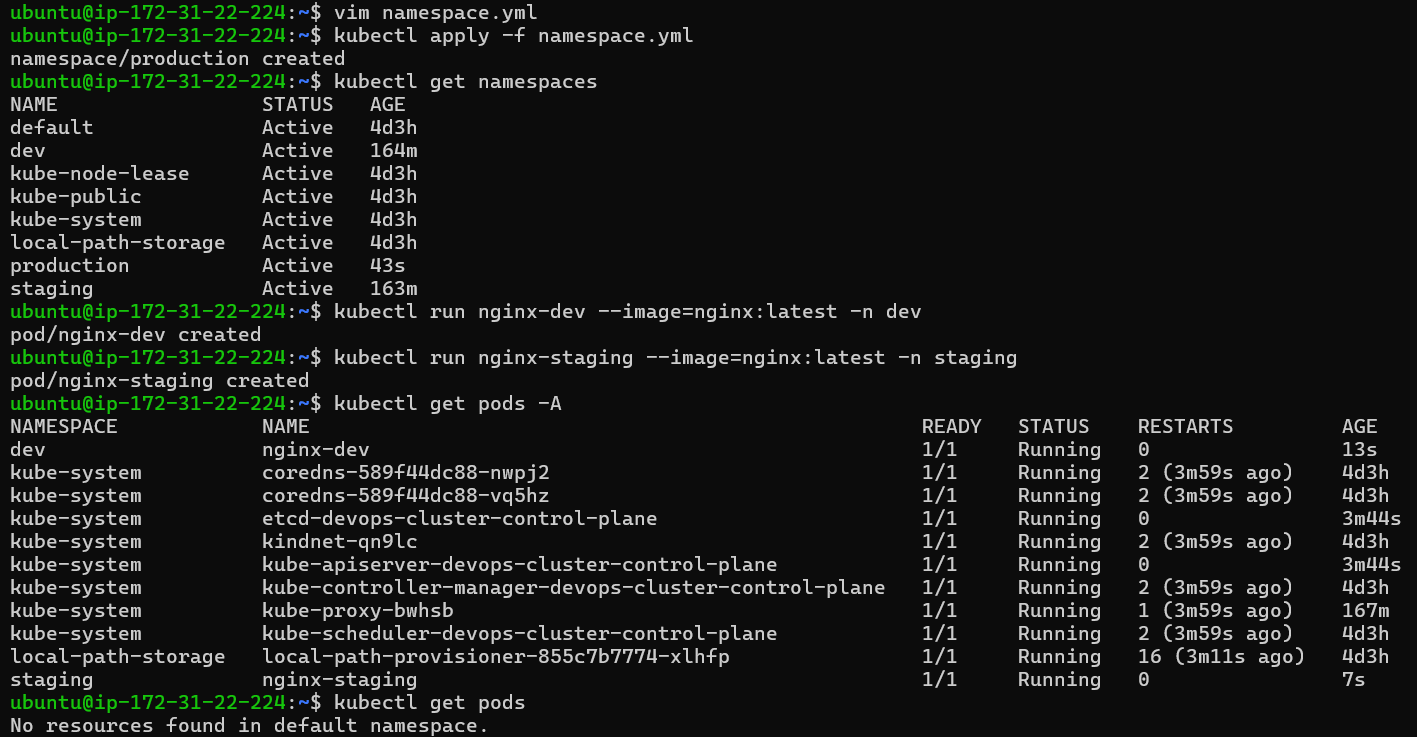 ubuntu@ip-172-31-22-224:~$ vim namespace.yml
ubuntu@ip-172-31-22-224:~$ kubectl apply -f namespace.yml
namespace/production created
ubuntu@ip-172-31-22-224:~$ kubectl get namespaces
NAME                 STATUS   AGE
default              Active   4d3h
dev                  Active   164m
kube-node-lease      Active   4d3h
kube-public          Active   4d3h
kube-system          Active   4d3h
local-path-storage   Active   4d3h
production           Active   43s
staging              Active   163m
ubuntu@ip-172-31-22-224:~$ kubectl run nginx-dev --image=nginx:latest -n dev
pod/nginx-dev created
ubuntu@ip-172-31-22-224:~$ kubectl run nginx-staging --image=nginx:latest -n staging
pod/nginx-staging created
ubuntu@ip-172-31-22-224:~$ kubectl get pods -A
NAMESPACE            NAME                                                   READY   STATUS    RESTARTS         AGE
dev                  nginx-dev                                              1/1     Running   0                13s
kube-system          coredns-589f44dc88-nwpj2                               1/1     Running   2 (3m59s ago)    4d3h
kube-system          coredns-589f44dc88-vq5hz                               1/1     Running   2 (3m59s ago)    4d3h
kube-system          etcd-devops-cluster-control-plane                      1/1     Running   0                3m44s
kube-system          kindnet-qn9lc                                          1/1     Running   2 (3m59s ago)    4d3h
kube-system          kube-apiserver-devops-cluster-control-plane            1/1     Running   0                3m44s
kube-system          kube-controller-manager-devops-cluster-control-plane   1/1     Running   2 (3m59s ago)    4d3h
kube-system          kube-proxy-bwhsb                                       1/1     Running   1 (3m59s ago)    167m
kube-system          kube-scheduler-devops-cluster-control-plane            1/1     Running   2 (3m59s ago)    4d3h
local-path-storage   local-path-provisioner-855c7b7774-xlhfp                1/1     Running   16 (3m11s ago)   4d3h
staging              nginx-staging                                          1/1     Running   0                7s
ubuntu@ip-172-31-22-224:~$ kubectl get pods
No resources found in default namespace.